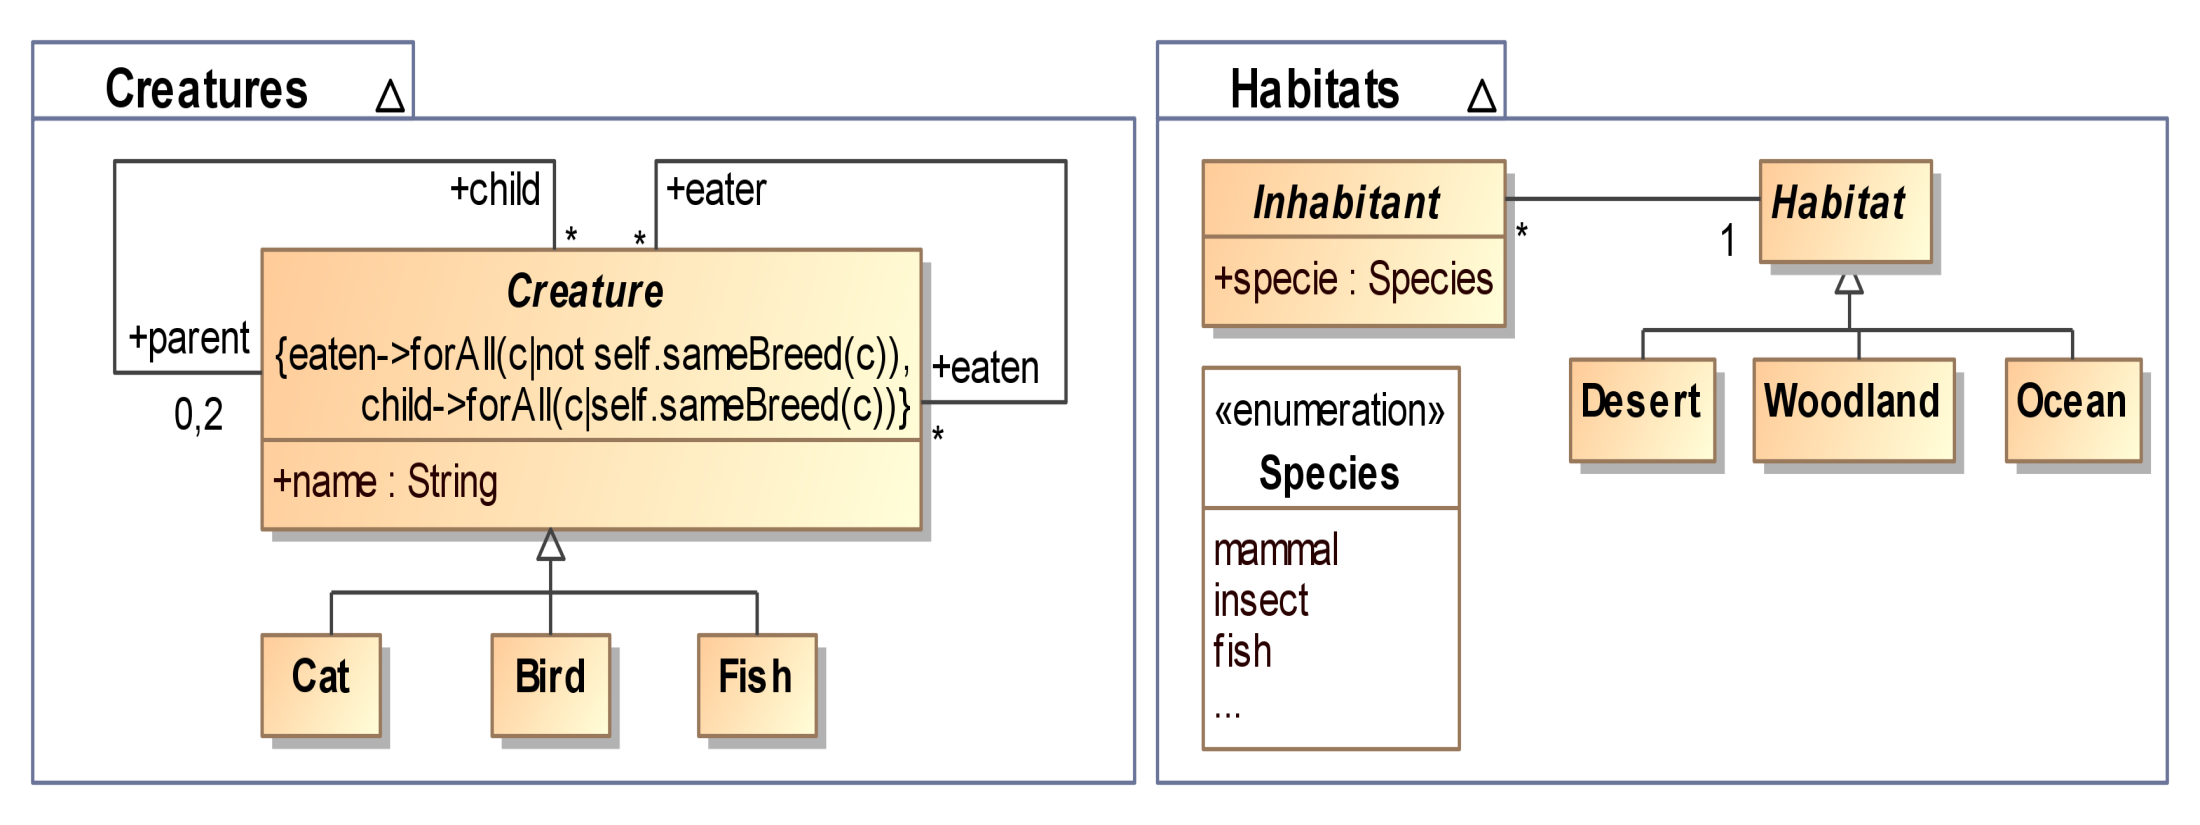 Creatures
+child
+eater
*
*
Creature
+parent
{eaten->forAll(c|not self.sameBreed(c)),
child->forAll(c|self.sameBreed(c))}
+eaten
0,2
*
+name : String
Cat
Bird
Fish
Habitats
Inhabitant
Habitat
*
1
+specie : Species
Desert
Woodland
Ocean
«enumeration»
Species
mammal
insect
fish
...